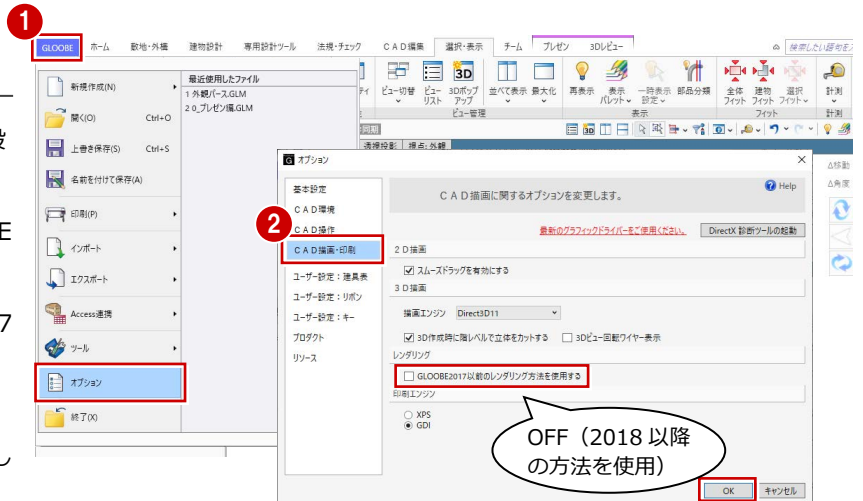 1
GLOOBE ホーム 敷地・外構 建物設計 専用設計ツール 法規・チェック CAD編集 選択・表示 チーム プレゼン 3Dレビュー 検索したい語句を入
新規作成(N)
開く(O) Ctrl+O
上書き保存(S) Ctrl+S
名前を付けて保存(A)
印刷(P)
インポート
エクスポート
Access連携
ツール
オプション
終了(X)
最近使用したファイル
1 外観パース.GLM
2 0_プレゼン編.GLM
ビュー切替 ビューリスト 3Dポップアップ 並べて表示 最大化
ビュー管理
再表示 表示パレット 一時表示設定 部品分類
表示
全体フィット 建物フィット 選択フィット
フィット
計測
計測
透視投影 視点:外観
Δ移動
Δ角度
E
7
し
2
オプション
基本設定
CAD環境
CAD操作
CAD描画・印刷
ユーザー設定:建具表
ユーザー設定:リボン
ユーザー設定:キー
プロダクト
リソース
CAD描画に関するオプションを変更します。
Help
最新のグラフィックドライバーをご使用ください。 DirectX 診断ツールの起動
2D描画
スムーズドラッグを有効にする
3D描画
描画エンジン Direct3D11
3D作成時に階レベルで立体をカットする 3Dビュー回転ワイヤー表示
レンダリング
GLOOBE2017以前のレンダリング方法を使用する
印刷エンジン
XPS
GDI
OFF(2018 以降
の方法を使用)
OK キャンセル